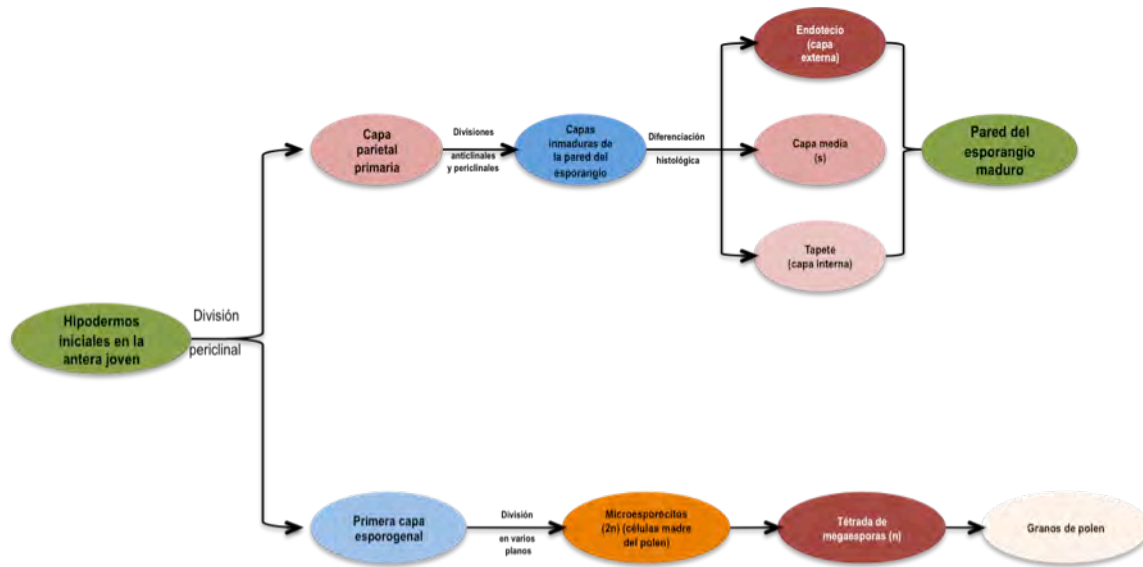 Endotecio
(capa
externa)
Capa
parietal
primaria
Divisiones
anticlinales
y periclinales
Capas
inmaduras de
la pared del
esporangio
Diferenciación
histológica
Capa media
(s)
Pared del
esporangio
maduro
Tapete
(capa interna)
Hipodermos
iniciales en la
antera joven
División
periclinal
Primera capa
esporogenal
División
en varios
planos
Microesporécitos
(2n) (células
madre del polen)
Tétrada de
megaesporas (n)
Granos de polen